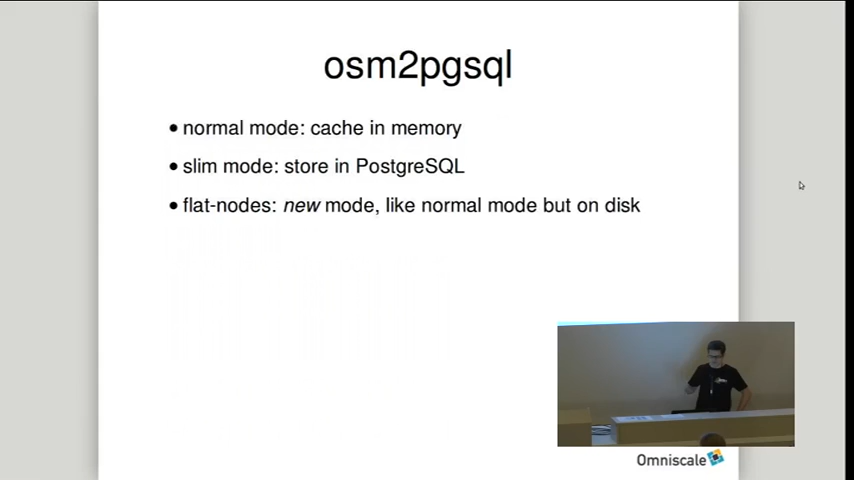 osm2pgsql
• normal mode: cache in memory
• slim mode: store in PostgreSQL
• flat-nodes: new mode, like normal mode but on disk
Omniscale